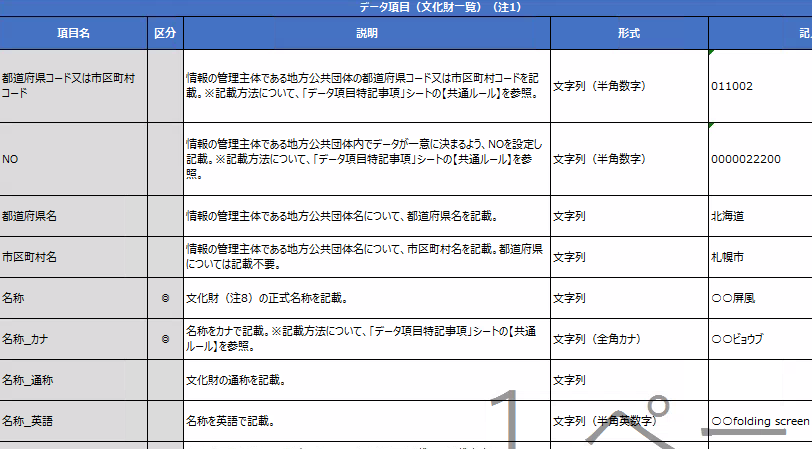 データ項目（文化財一覧）（注1）
項目名 区分 説明 形式 記
都道府県コード又は市区町村
コード
情報の管理主体である地方公共団体の都道府県コード又は市区町村コードを記
載。※記載方法について、「データ項目特記事項」シートの【共通ルール】を参照。
文字列（半角数字）
011002
NO
情報の管理主体である地方公共団体内でデータが一意に決まるよう、NOを設定し
記載。※記載方法について、「データ項目特記事項」シートの【共通ルール】を参
照。
文字列（半角数字）
0000022200
都道府県名
情報の管理主体である地方公共団体名について、都道府県名を記載。
文字列
北海道
市区町村名
情報の管理主体である地方公共団体名について、市区町村名を記載。都道府県
については記載不要。
文字列
札幌市
名称
◎
文化財（注8）の正式名称を記載。
文字列
〇〇屏風
名称_カナ
◎
名称をカナで記載。※記載方法について、「データ項目特記事項」シートの【共通
ルール】を参照。
文字列（全角カナ）
〇〇ビョウブ
名称_通称
文化財の通称を記載。
文字列
名称_英語
名称を英語で記載。
文字列（半角英数字）
〇〇folding screen
1 ペー